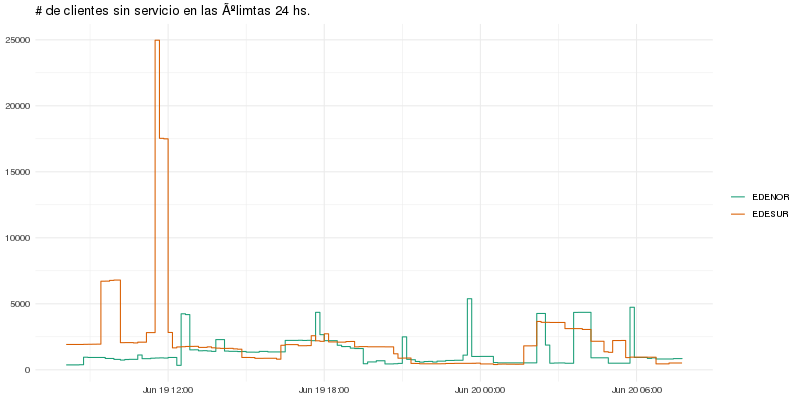 # de clientes sin servicio en las Ãºlimtas 24 hs.
25000
20000
15000
10000
5000
0
Jun 19 12:00
Jun 19 18:00
Jun 20 00:00
Jun 20 06:00
EDENOR
EDESUR